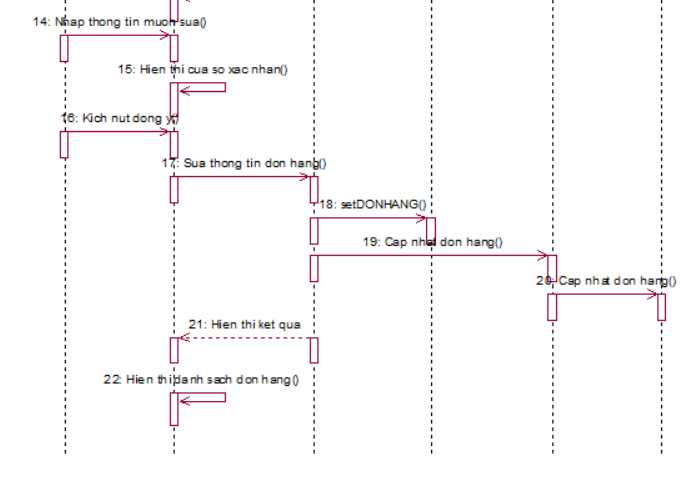 14: Nhap thong tin muon sua()
15: Hien thi cua so xac nhan()
16: Kich nut dong y()
17: Sua thong tin don hang()
18: setDONHANG()
19: Cap nhat don hang()
20: Cap nhat don hang()
21: Hien thi ket qua
22: Hien thi danh sach don hang()